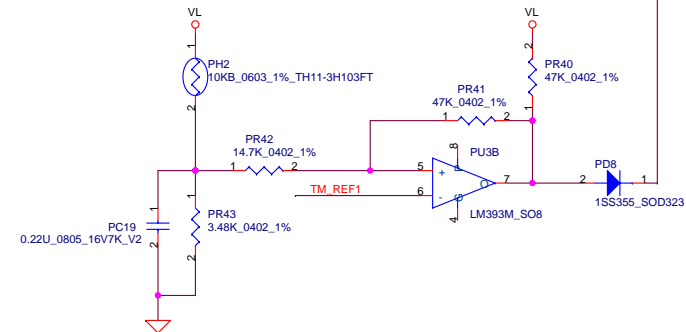 VL
VL
1
2
PH2
10KB_0603_1%_TH11-3H103FT
2
PR40
47K_0402_1%
1
PR41
47K_0402_1%
1
2
PR42
14.7K_0402_1%
1
2
8
PU3B
5
+
7
O
TM_REF1
6
-
4
LM393M_SO8
PD8
2
1
1SS355_SOD323
1
1
PR43
3.48K_0402_1%
PC19
0.22U_0805_16V7K_V2
2
2